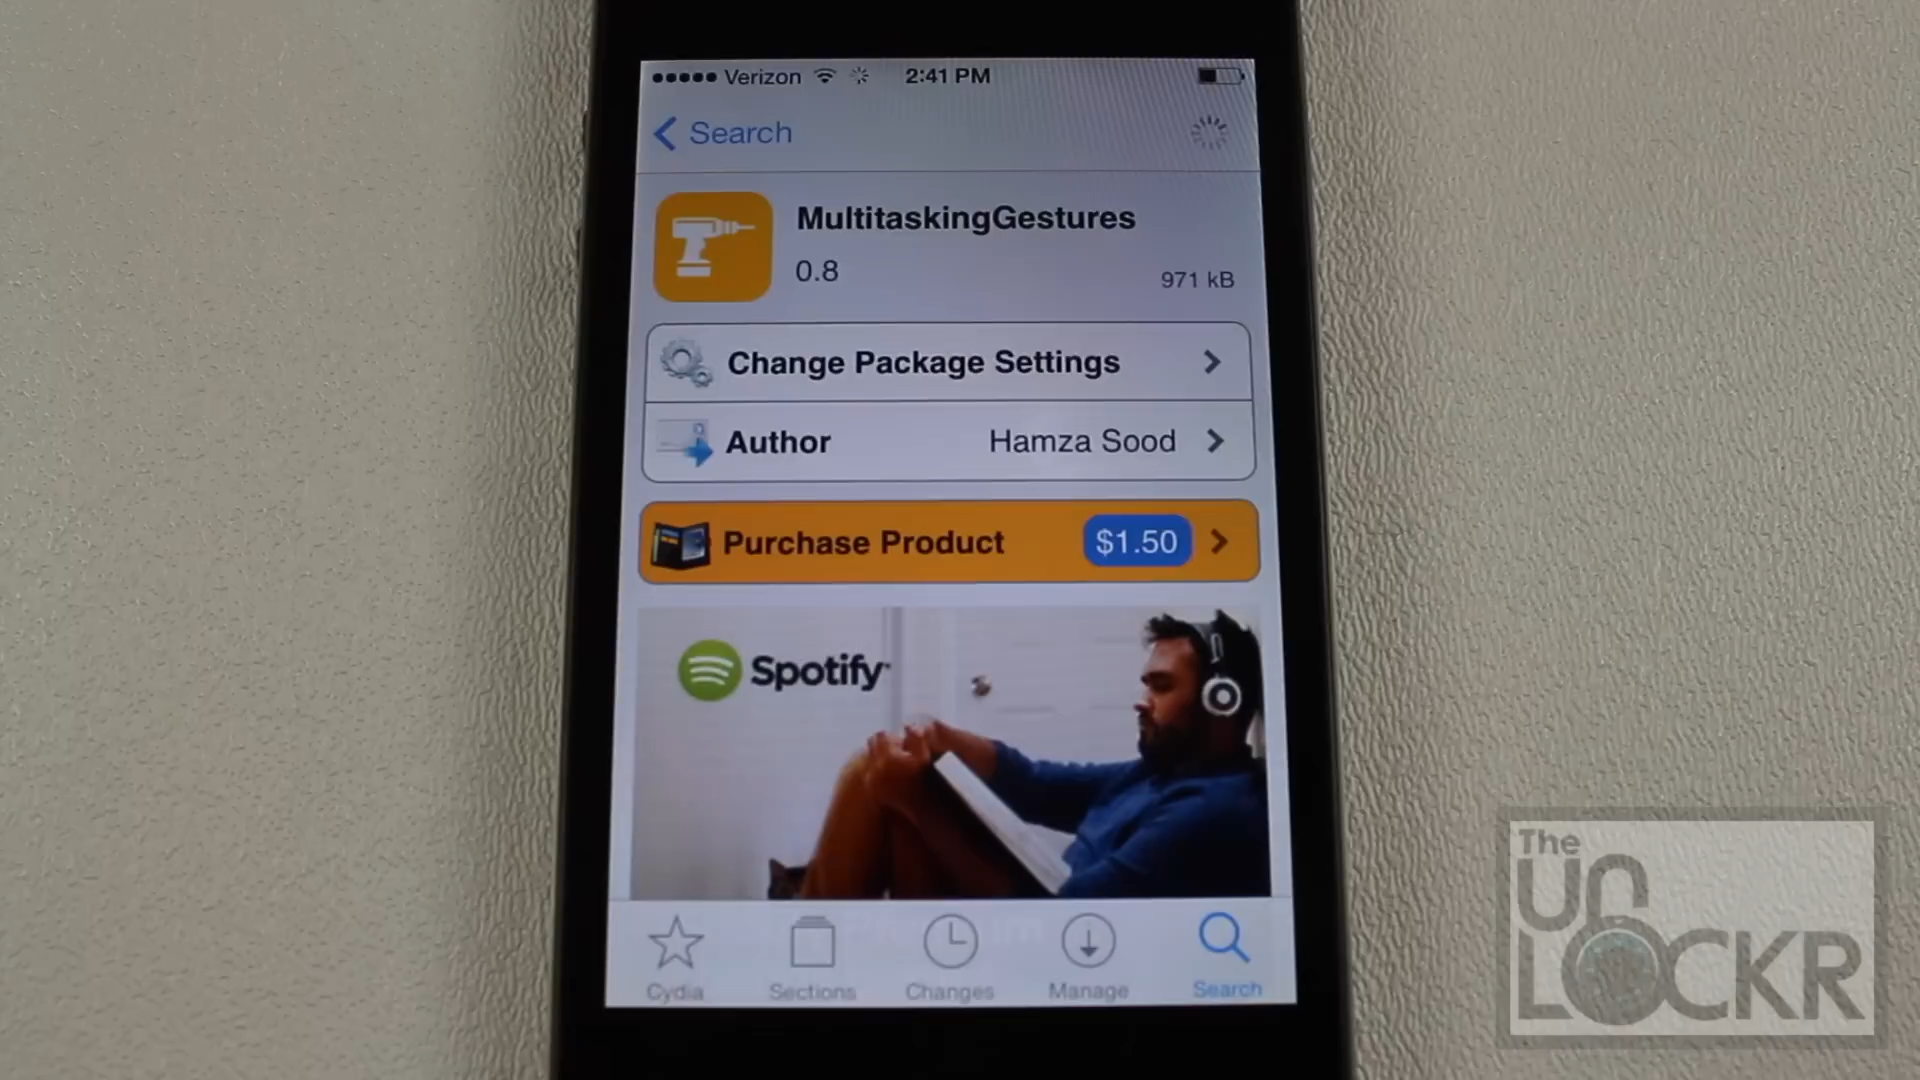 Verizon 2:41 PM
Search
MultitaskingGestures
0.8
971 kB
Change Package Settings
Author Hamza Sood
Purchase Product $1.50
Spotify
Cydia Sections Changes Manage Search
The
UNLOCKR